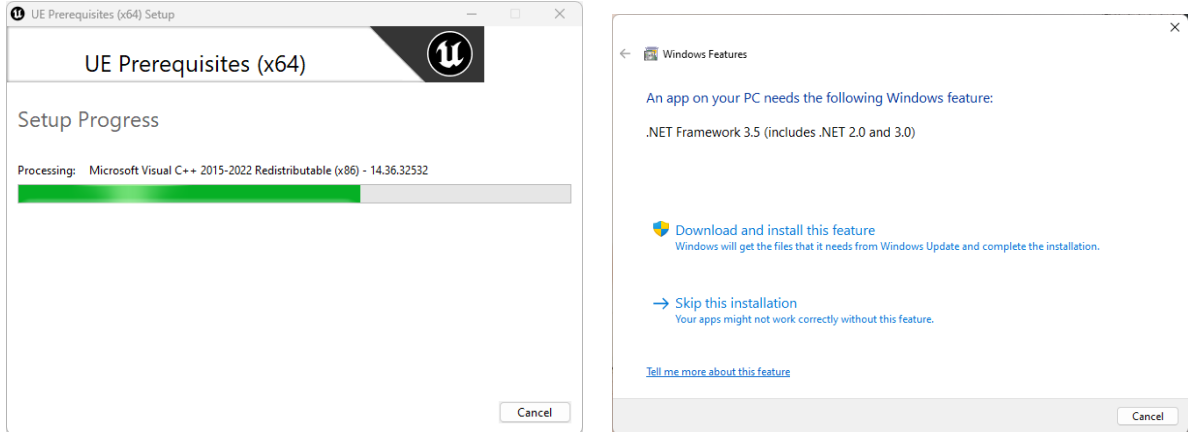 UE Prerequisites (x64) Setup
UE Prerequisites (x64)
Setup Progress
Processing: Microsoft Visual C++ 2015-2022 Redistributable (x86) - 14.36.32532
Cancel
Windows Features
An app on your PC needs the following Windows feature:
.NET Framework 3.5 (includes .NET 2.0 and 3.0)
Download and install this feature
Windows will get the files that it needs from Windows Update and complete the installation.
Skip this installation
Your apps might not work correctly without this feature.
Tell me more about this feature
Cancel